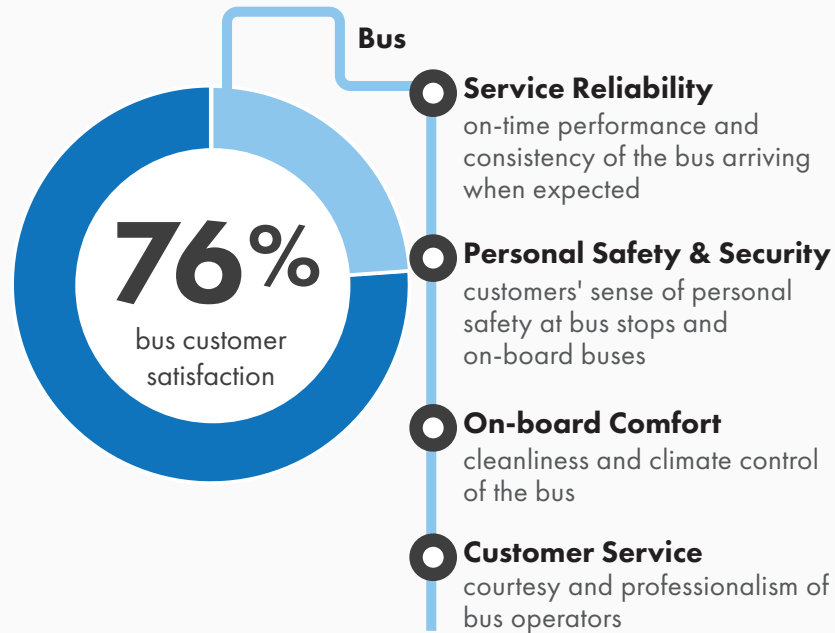 Bus
76%
bus customer
satisfaction
Service Reliability
on-time performance and
consistency of the bus arriving
when expected
Personal Safety & Security
customers' sense of personal
safety at bus stops and
on-board buses
On-board Comfort
cleanliness and climate control
of the bus
Customer Service
courtesy and professionalism of
bus operators